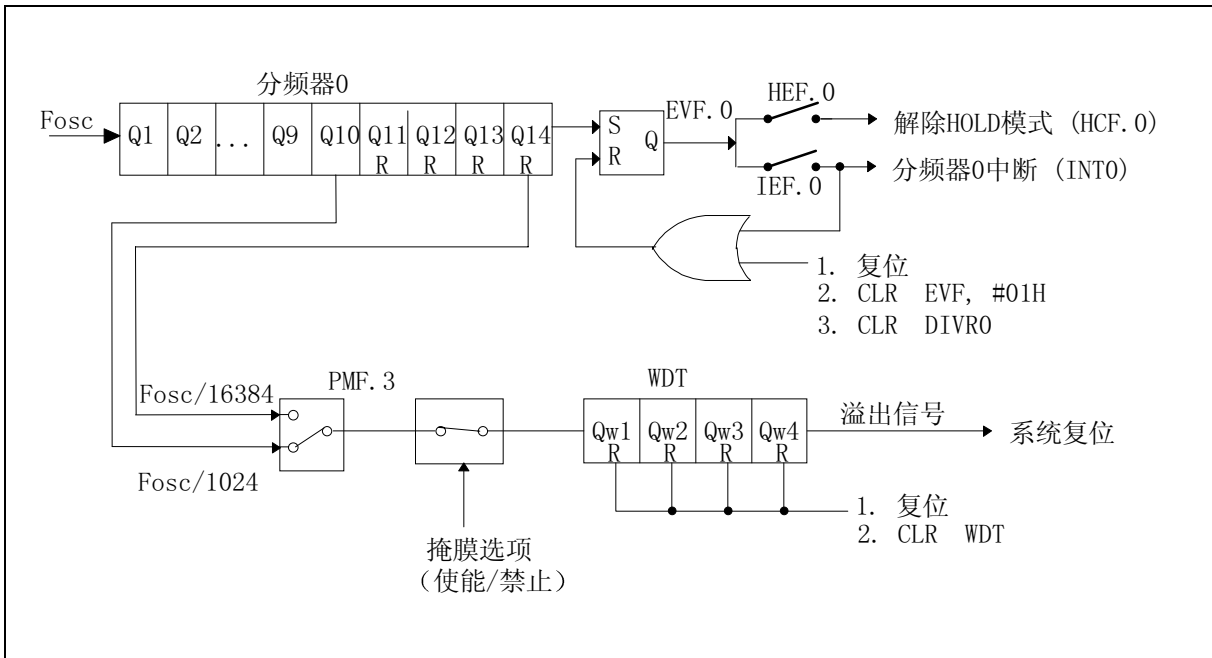 分频器0
Fosc
Q1 Q2 ... Q9 Q10 Q11 Q12 Q13 Q14
R R R R
S
R
Q
EVF.0
HEF.0
解除HOLD模式 (HCF.0)
IEF.0
分频器0中断 (INT0)
1. 复位
2. CLR EVF, #01H
3. CLR DIVR0
Fosc/16384
PMF.3
Fosc/1024
掩膜选项
(使能/禁止)
WDT
Qw1 Qw2 Qw3 Qw4
R R R R
溢出信号
系统复位
1. 复位
2. CLR WDT